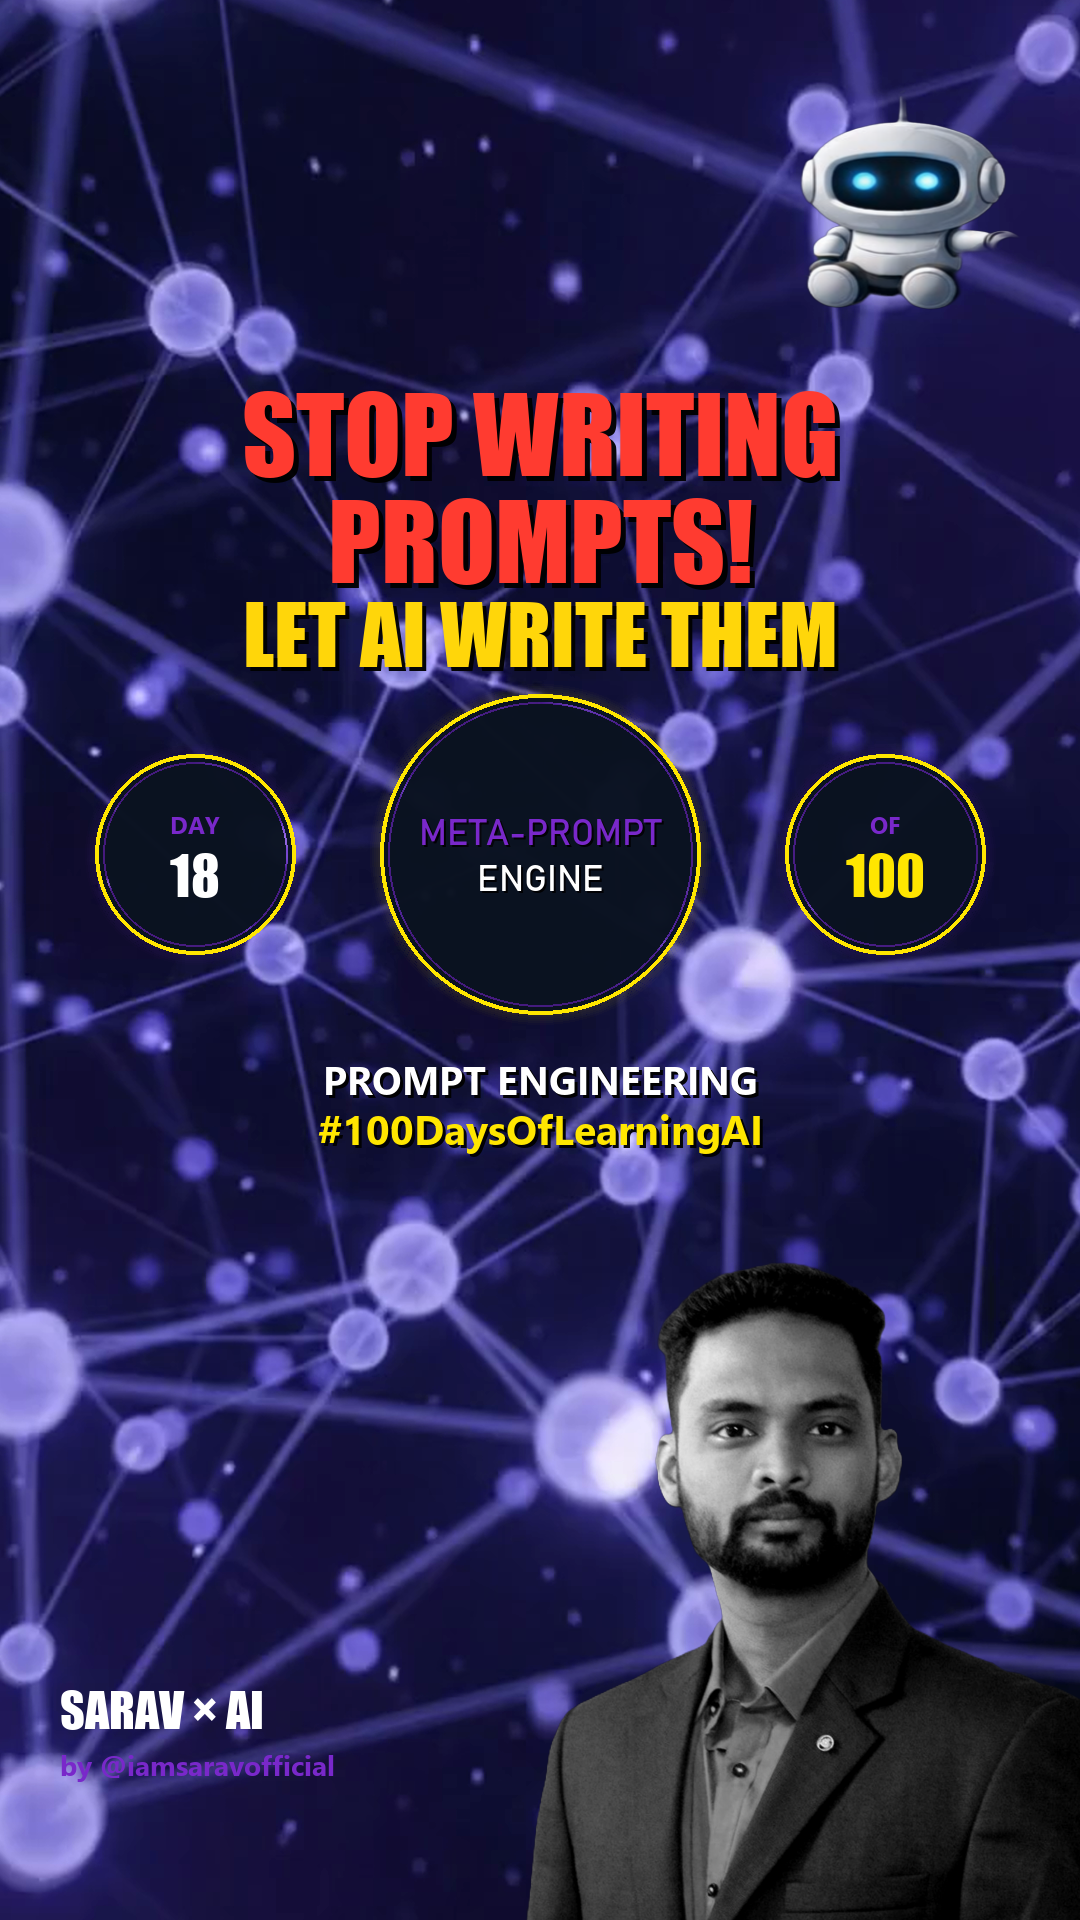 STOP WRITING
PROMPTS!
LET AI WRITE THEM
DAY
18
META-PROMPT
ENGINE
OF
100
PROMPT ENGINEERING
#100DaysOfLearningAI
SARAV × AI
by @iamsaravofficial